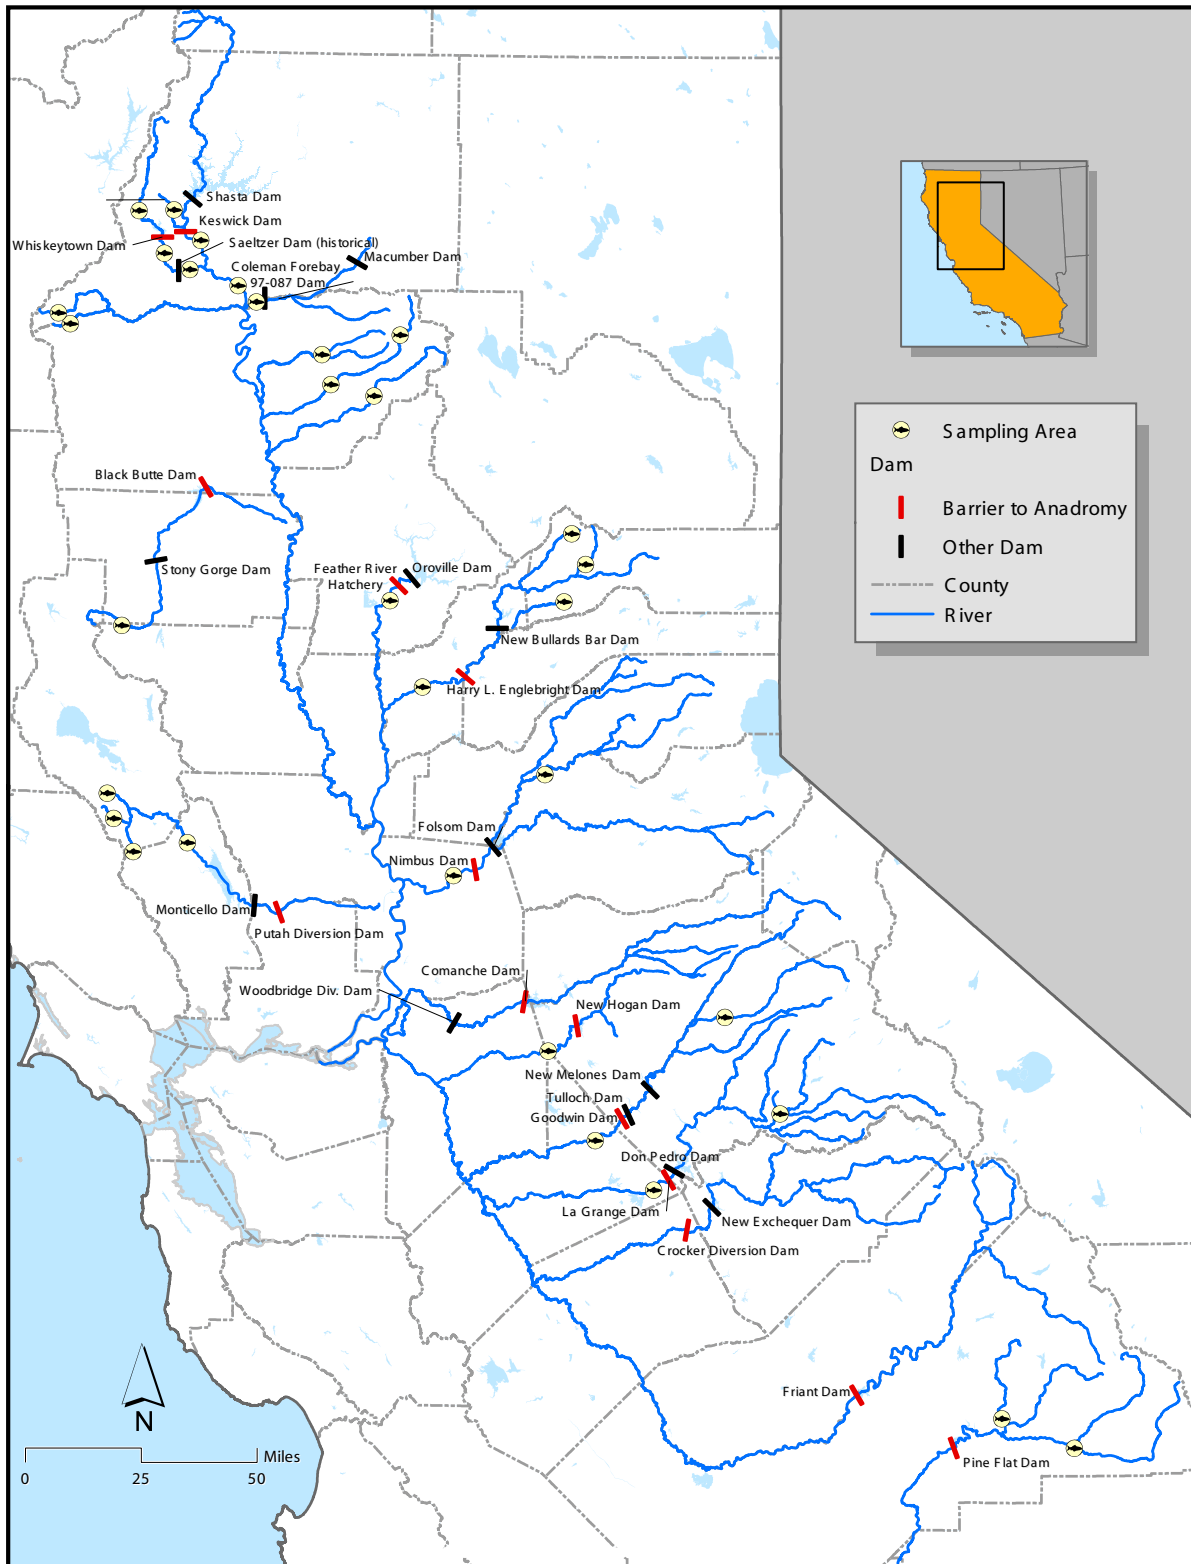 Shasta Dam
Keswick Dam
Whiskeytown Dam
Saeltzer Dam (historical)
Macumber Dam
Coleman Forebay
97-087 Dam
Sampling Area
Dam
Barrier to Anadromy
Other Dam
County
River
Black Butte Dam
Stony Gorge Dam
Feather River
Hatchery
Oroville Dam
New Bullards Bar Dam
Harry L. Englebright Dam
Folsom Dam
Nimbus Dam
Monticello Dam
Putah Diversion Dam
Comanche Dam
Woodbridge Div. Dam
New Hogan Dam
New Melones Dam
Tulloch Dam
Goodwin Dam
Don Pedro Dam
La Grange Dam
New Exchequer Dam
Crocker Diversion Dam
Friant Dam
Pine Flat Dam
N
Miles
0 25 50